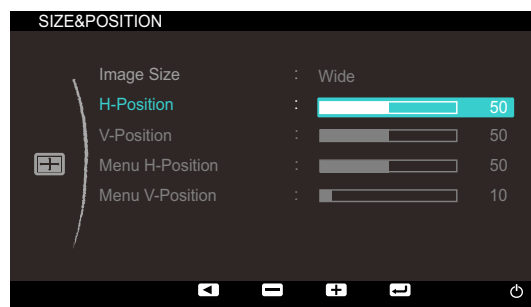 SIZE&POSITION
Image Size : Wide
H-Position : 50
V-Position : 50
Menu H-Position : 50
Menu V-Position : 10